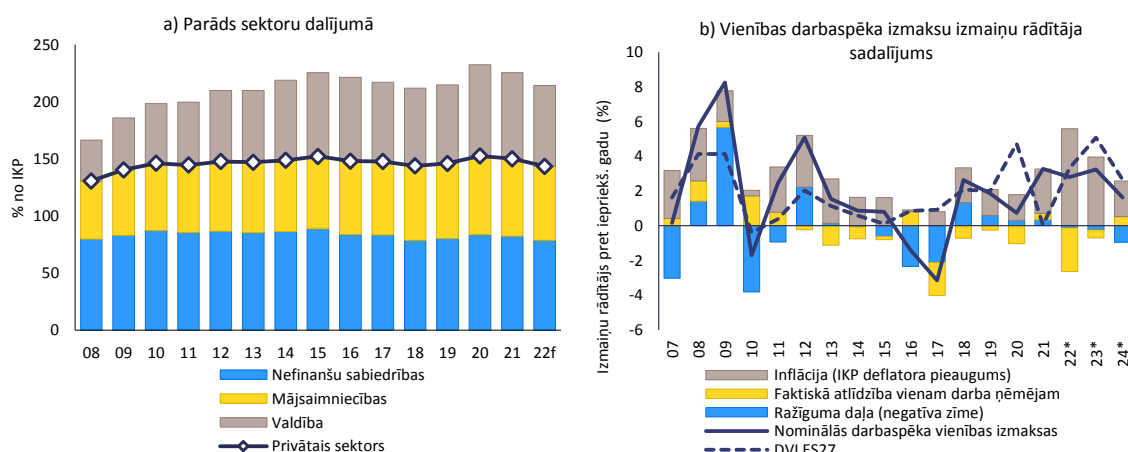 a) Parāds sektoru dalījumā
250
200
150
100
50
0
% no IKP
08 09 10 11 12 13 14 15 16 17 18 19 20 21 22f
Nefinanšu sabiedrības
Mājsaimniecības
Valdība
Privātais sektors
b) Vienības darbaspēka izmaksu izmaiņu rādītāja
sadalījums
10
8
6
4
2
0
-2
-4
-6
Izmaiņu rādītājs pret iepriekš. gadu (%)
07 08 09 10 11 12 13 14 15 16 17 18 19 20 21 22* 23* 24*
Inflācija (IKP deflatora pieaugums)
Faktiskā atlīdzība vienam darba ņēmējam
Ražīguma daļa (negatīva zīme)
Nominālās darbaspēka vienības izmaksas
DVI ES27